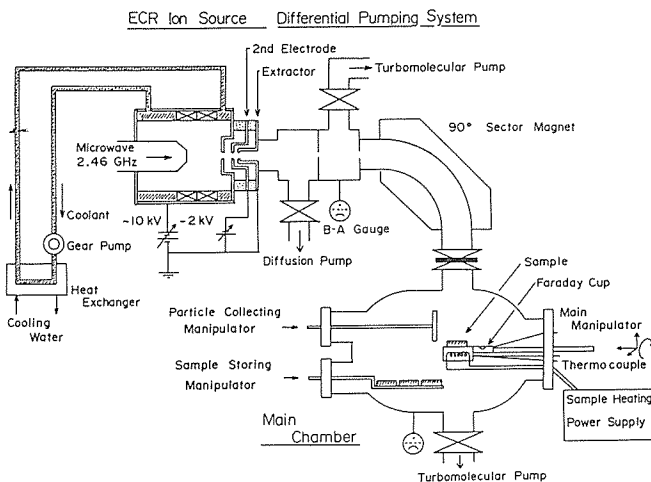 ECR Ion Source
Differential Pumping System
2nd Electrode
Extractor
Turbomolecular Pump
90° Sector Magnet
Microwave
2.46 GHz
~10 kV
-2 kV
Coolant
Gear Pump
B-A Gauge
Diffusion Pump
Heat
Exchanger
Cooling
Water
Sample
Faraday Cup
Particle Collecting
Manipulator
Main
Manipulator
Thermocouple
Sample Storing
Manipulator
Sample Heating
Power Supply
Main
Chamber
Turbomolecular Pump